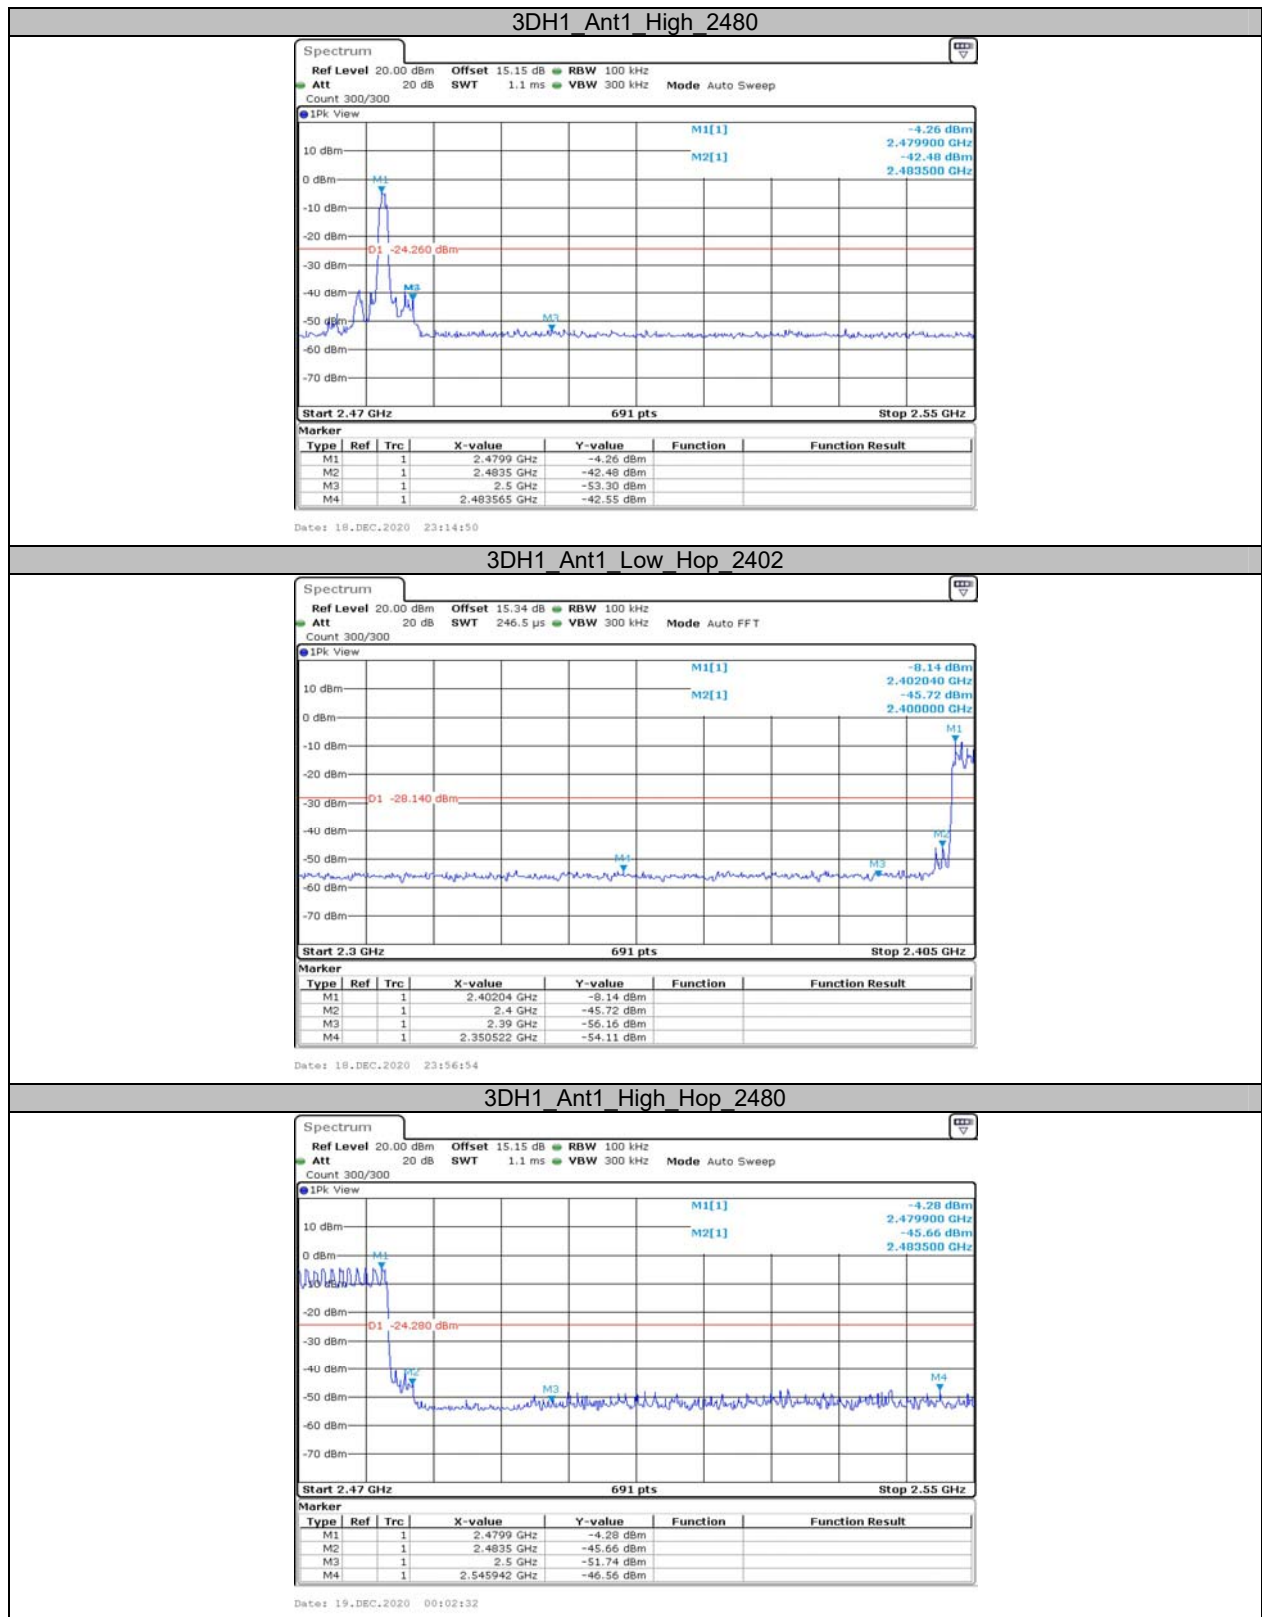 3DH1_Ant1_High_2480
Spectrum
Ref Level 20.00 dBm Offset 15.15 dB RBW 100 kHz
Att 20 dB SWT 1.1 ms VBW 300 kHz Mode Auto Sweep
Count 300/300
1Pk View
M1[1] -4.26 dBm
2.479900 GHz
M2[1] -42.48 dBm
2.483500 GHz
10 dBm
0 dBm
M1
-10 dBm
-20 dBm
D1 -24.260 dBm
-30 dBm
-40 dBm
-50 dBm
M3
-60 dBm
-70 dBm
Start 2.47 GHz 691 pts Stop 2.55 GHz
Marker
Type Ref Trc X-value Y-value Function Function Result
M1 1 2.4799 GHz -4.26 dBm
M2 1 2.4835 GHz -42.48 dBm
M3 1 2.5 GHz -53.30 dBm
M4 1 2.483565 GHz -42.55 dBm
Date: 18.DEC.2020 23:14:50
3DH1_Ant1_Low_Hop_2402
Spectrum
Ref Level 20.00 dBm Offset 15.34 dB RBW 100 kHz
Att 20 dB SWT 246.5 µs VBW 300 kHz Mode Auto FFT
Count 300/300
1Pk View
M1[1] -8.14 dBm
2.402040 GHz
M2[1] -45.72 dBm
2.400000 GHz
10 dBm
0 dBm
M1
-10 dBm
-20 dBm
D1 -28.140 dBm
-30 dBm
-40 dBm
M2
-50 dBm
M4
M3
-60 dBm
-70 dBm
Start 2.3 GHz 691 pts Stop 2.405 GHz
Marker
Type Ref Trc X-value Y-value Function Function Result
M1 1 2.40204 GHz -8.14 dBm
M2 1 2.4 GHz -45.72 dBm
M3 1 2.39 GHz -56.16 dBm
M4 1 2.350522 GHz -54.11 dBm
Date: 18.DEC.2020 23:56:54
3DH1_Ant1_High_Hop_2480
Spectrum
Ref Level 20.00 dBm Offset 15.15 dB RBW 100 kHz
Att 20 dB SWT 1.1 ms VBW 300 kHz Mode Auto Sweep
Count 300/300
1Pk View
M1[1] -4.28 dBm
2.479900 GHz
M2[1] -45.66 dBm
2.483500 GHz
10 dBm
0 dBm
M1
-10 dBm
-20 dBm
D1 -24.280 dBm
-30 dBm
-40 dBm
M2
M4
M3
-50 dBm
-60 dBm
-70 dBm
Start 2.47 GHz 691 pts Stop 2.55 GHz
Marker
Type Ref Trc X-value Y-value Function Function Result
M1 1 2.4799 GHz -4.28 dBm
M2 1 2.4835 GHz -45.66 dBm
M3 1 2.5 GHz -51.74 dBm
M4 1 2.545942 GHz -46.56 dBm
Date: 19.DEC.2020 00:02:32